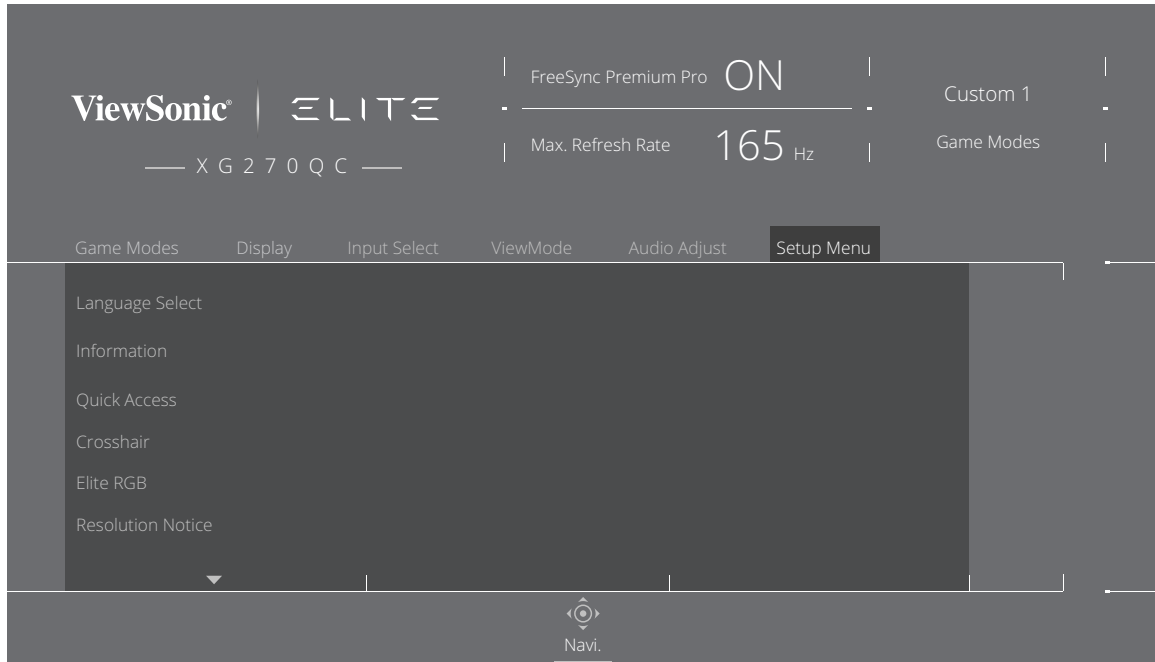 ViewSonic® ELITE
XG270QC
FreeSync Premium Pro ON
Max. Refresh Rate 165 Hz
Custom 1
Game Modes
Game Modes Display Input Select ViewMode Audio Adjust Setup Menu
Language Select
Information
Quick Access
Crosshair
Elite RGB
Resolution Notice
Navi.